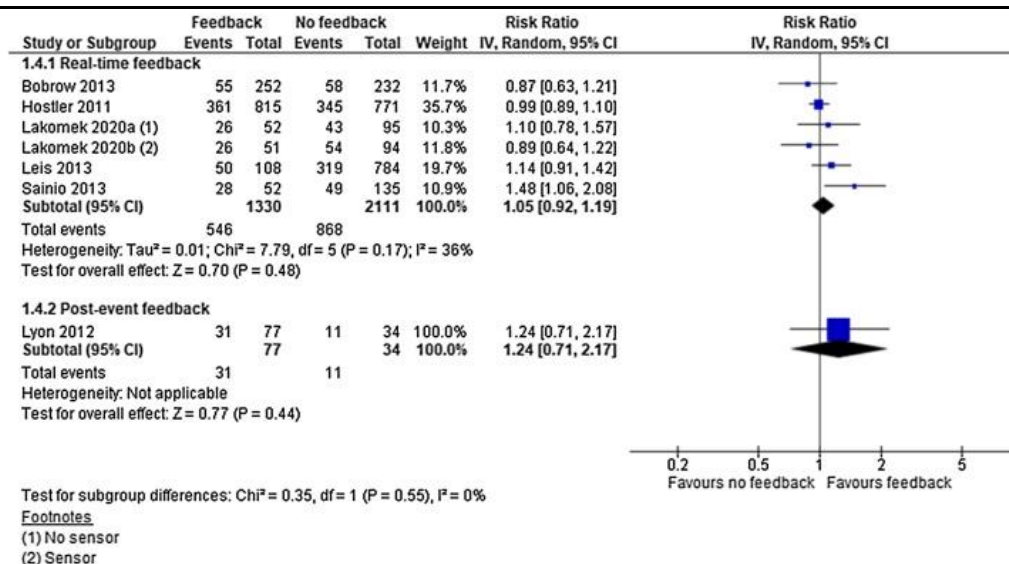 Feedback No feedback Risk Ratio Risk Ratio
Study or Subgroup Events Total Events Total Weight IV, Random, 95% CI IV, Random, 95% CI
1.4.1 Real-time feedback
Bobrow 2013 55 252 58 232 11.7% 0.87 [0.63, 1.21]
Hostler 2011 361 815 345 771 35.7% 0.99 [0.89, 1.10]
Lakomek 2020a (1) 26 52 43 95 10.3% 1.10 [0.78, 1.57]
Lakomek 2020b (2) 26 51 54 94 11.8% 0.89 [0.64, 1.22]
Leis 2013 50 108 319 784 19.7% 1.14 [0.91, 1.42]
Sainio 2013 28 52 49 135 10.9% 1.48 [1.06, 2.08]
Subtotal (95% CI) 1330 2111 100.0% 1.05 [0.92, 1.19]
Total events 546 868
Heterogeneity: Tau² = 0.01; Chi² = 7.79, df = 5 (P = 0.17); I² = 36%
Test for overall effect: Z = 0.70 (P = 0.48)
1.4.2 Post-event feedback
Lyon 2012 31 77 11 34 100.0% 1.24 [0.71, 2.17]
Subtotal (95% CI) 77 34 100.0% 1.24 [0.71, 2.17]
Total events 31 11
Heterogeneity: Not applicable
Test for overall effect: Z = 0.77 (P = 0.44)
0.2 0.5 1 2 5
Favours no feedback Favours feedback
Test for subgroup differences: Chi² = 0.35, df = 1 (P = 0.55), I² = 0%
Footnotes
(1) No sensor
(2) Sensor